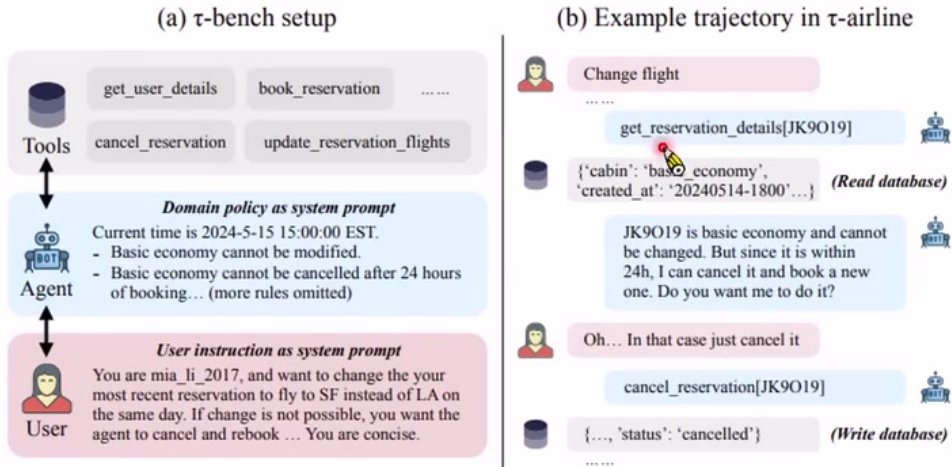 (a) τ-bench setup
get_user_details
book_reservation
... ...
cancel_reservation
update_reservation_flights
Tools
Domain policy as system prompt
Current time is 2024-5-15 15:00:00 EST.
- Basic economy cannot be modified.
- Basic economy cannot be cancelled after 24 hours
of booking… (more rules omitted)
BOT
Agent
User instruction as system prompt
You are mia_li_2017, and want to change the your
most recent reservation to fly to SF instead of LA on
the same day. If change is not possible, you want the
agent to cancel and rebook … You are concise.
User
(b) Example trajectory in τ-airline
Change flight
... ...
get_reservation_details[JK9O19]
BOT
{‘cabin’: ‘basic_economy’,
‘created_at’: ‘20240514-1800’…}
(Read database)
JK9O19 is basic economy and cannot
be changed. But since it is within
24h, I can cancel it and book a new
one. Do you want me to do it?
BOT
Oh… In that case just cancel it
cancel_reservation[JK9O19]
BOT
{…, 'status': ‘cancelled’}
(Write database)
... ...